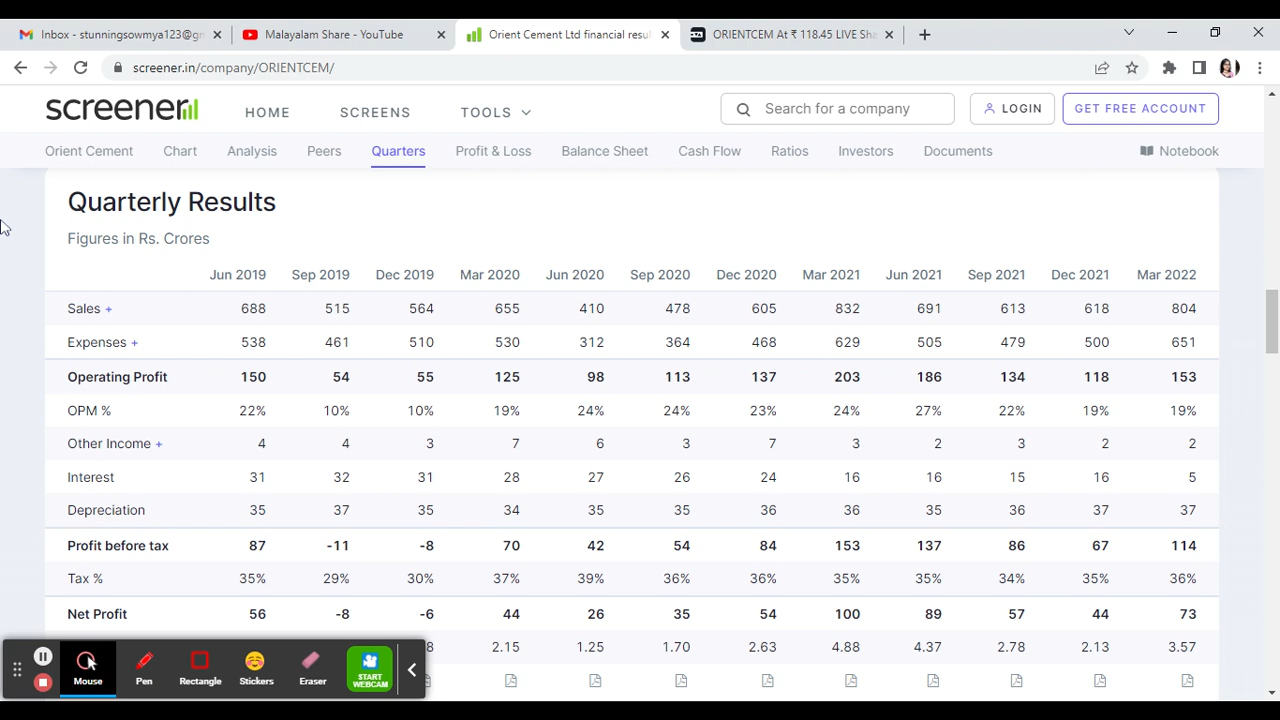 Inbox - stunningsowmya123@gm
Malayalam Share - YouTube
Orient Cement Ltd financial resul
ORIENTCEM At ₹ 118.45 LIVE Sha
screener.in/company/ORIENTCEM/
screener
HOME
SCREENS
TOOLS
Search for a company
LOGIN
GET FREE ACCOUNT
Orient Cement Chart Analysis Peers Quarters Profit & Loss Balance Sheet Cash Flow Ratios Investors Documents Notebook
Quarterly Results
Figures in Rs. Crores
Jun 2019 Sep 2019 Dec 2019 Mar 2020 Jun 2020 Sep 2020 Dec 2020 Mar 2021 Jun 2021 Sep 2021 Dec 2021 Mar 2022
Sales + 688 515 564 655 410 478 605 832 691 613 618 804
Expenses + 538 461 510 530 312 364 468 629 505 479 500 651
Operating Profit 150 54 55 125 98 113 137 203 186 134 118 153
OPM % 22% 10% 10% 19% 24% 24% 23% 24% 27% 22% 19% 19%
Other Income + 4 4 3 7 6 3 7 3 2 3 2 2
Interest 31 32 31 28 27 26 24 16 16 15 16 5
Depreciation 35 37 35 34 35 35 36 36 35 36 37 37
Profit before tax 87 -11 -8 70 42 54 84 153 137 86 67 114
Tax % 35% 29% 30% 37% 39% 36% 36% 35% 35% 34% 35% 36%
Net Profit 56 -8 -6 44 26 35 54 100 89 57 44 73
8 2.15 1.25 1.70 2.63 4.88 4.37 2.78 2.13 3.57
Mouse Pen Rectangle Stickers Eraser START WEBCAM